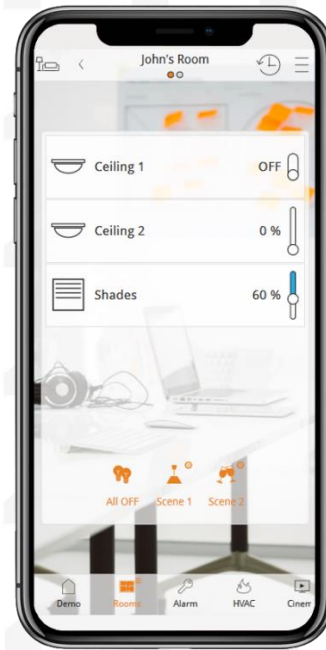 John's Room
Ceiling 1 OFF
Ceiling 2 0 %
Shades 60 %
All OFF Scene 1 Scene 2
Demo Rooms Alarm HVAC Cinem